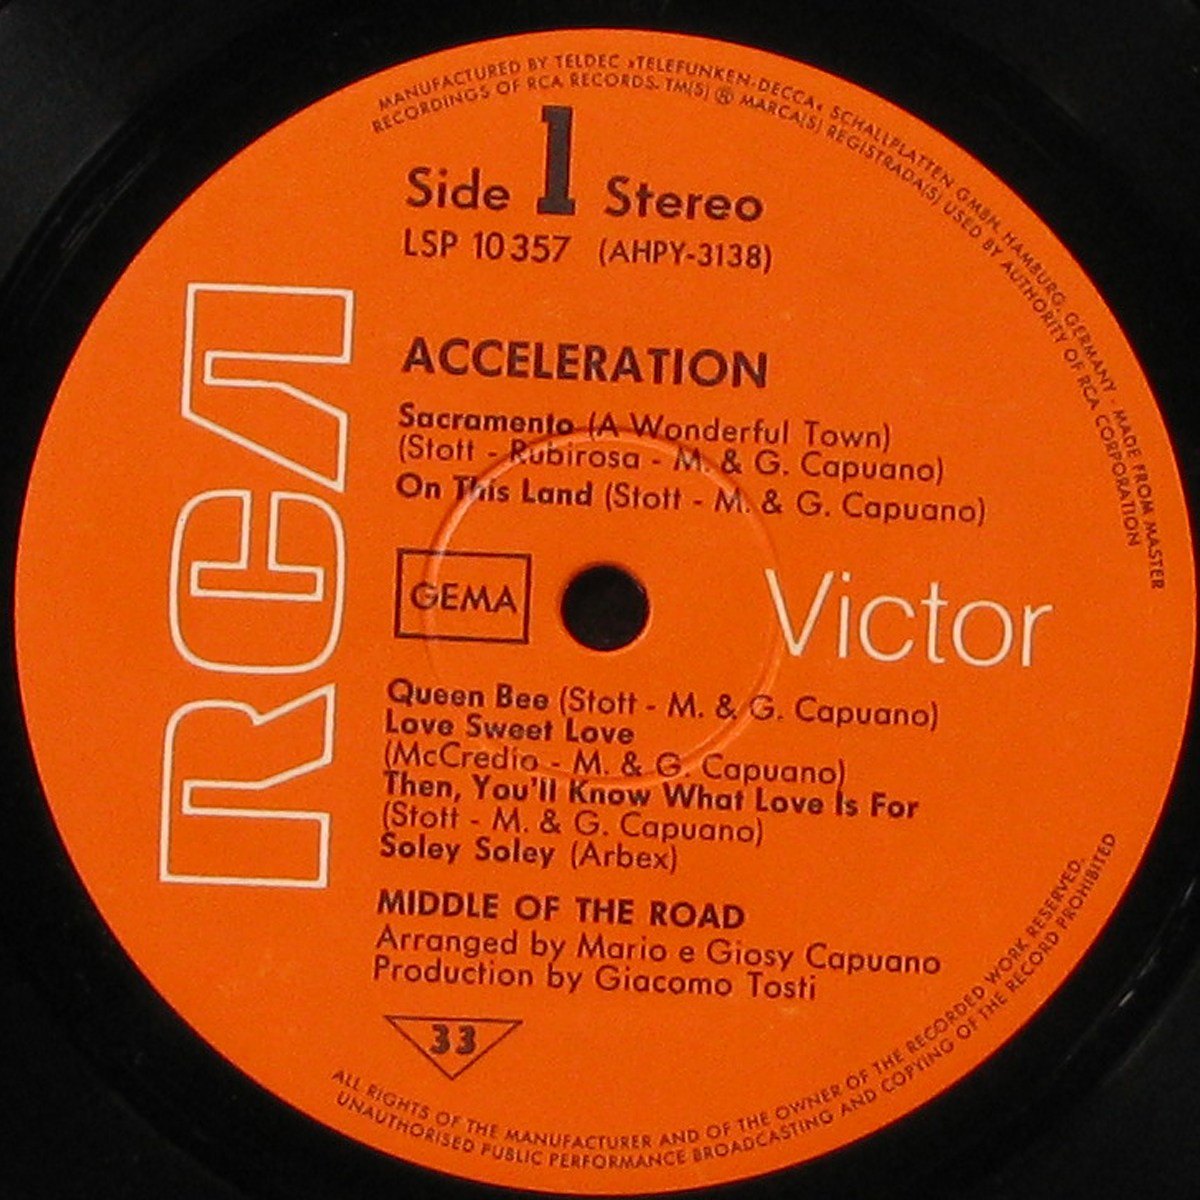 MANUFACTURED BY TELDEC »TELEFUNKEN-DECCA« SCHALLPLATTEN GMBH, HAMBURG, GERMANY - MADE FROM MASTER
RECORDINGS OF RCA RECORDS. TM(S) ® MARCA(S) REGISTRADA(S) USED BY AUTHORITY OF RCA CORPORATION
Side 1 Stereo
LSP 10357 (AHPY-3138)
RCA
ACCELERATION
Sacramento (A Wonderful Town)
(Stott - Rubirosa - M. & G. Capuano)
On This Land (Stott - M. & G. Capuano)
GEMA
Victor
Queen Bee (Stott - M. & G. Capuano)
Love Sweet Love
(McCredio - M. & G. Capuano)
Then, You'll Know What Love Is For
(Stott - M. & G. Capuano)
Soley Soley (Arbex)
MIDDLE OF THE ROAD
Arranged by Mario e Giosy Capuano
Production by Giacomo Tosti
33
ALL RIGHTS OF THE MANUFACTURER AND OF THE OWNER OF THE RECORDED WORK RESERVED.
UNAUTHORISED PUBLIC PERFORMANCE BROADCASTING AND COPYING OF THE RECORD PROHIBITED